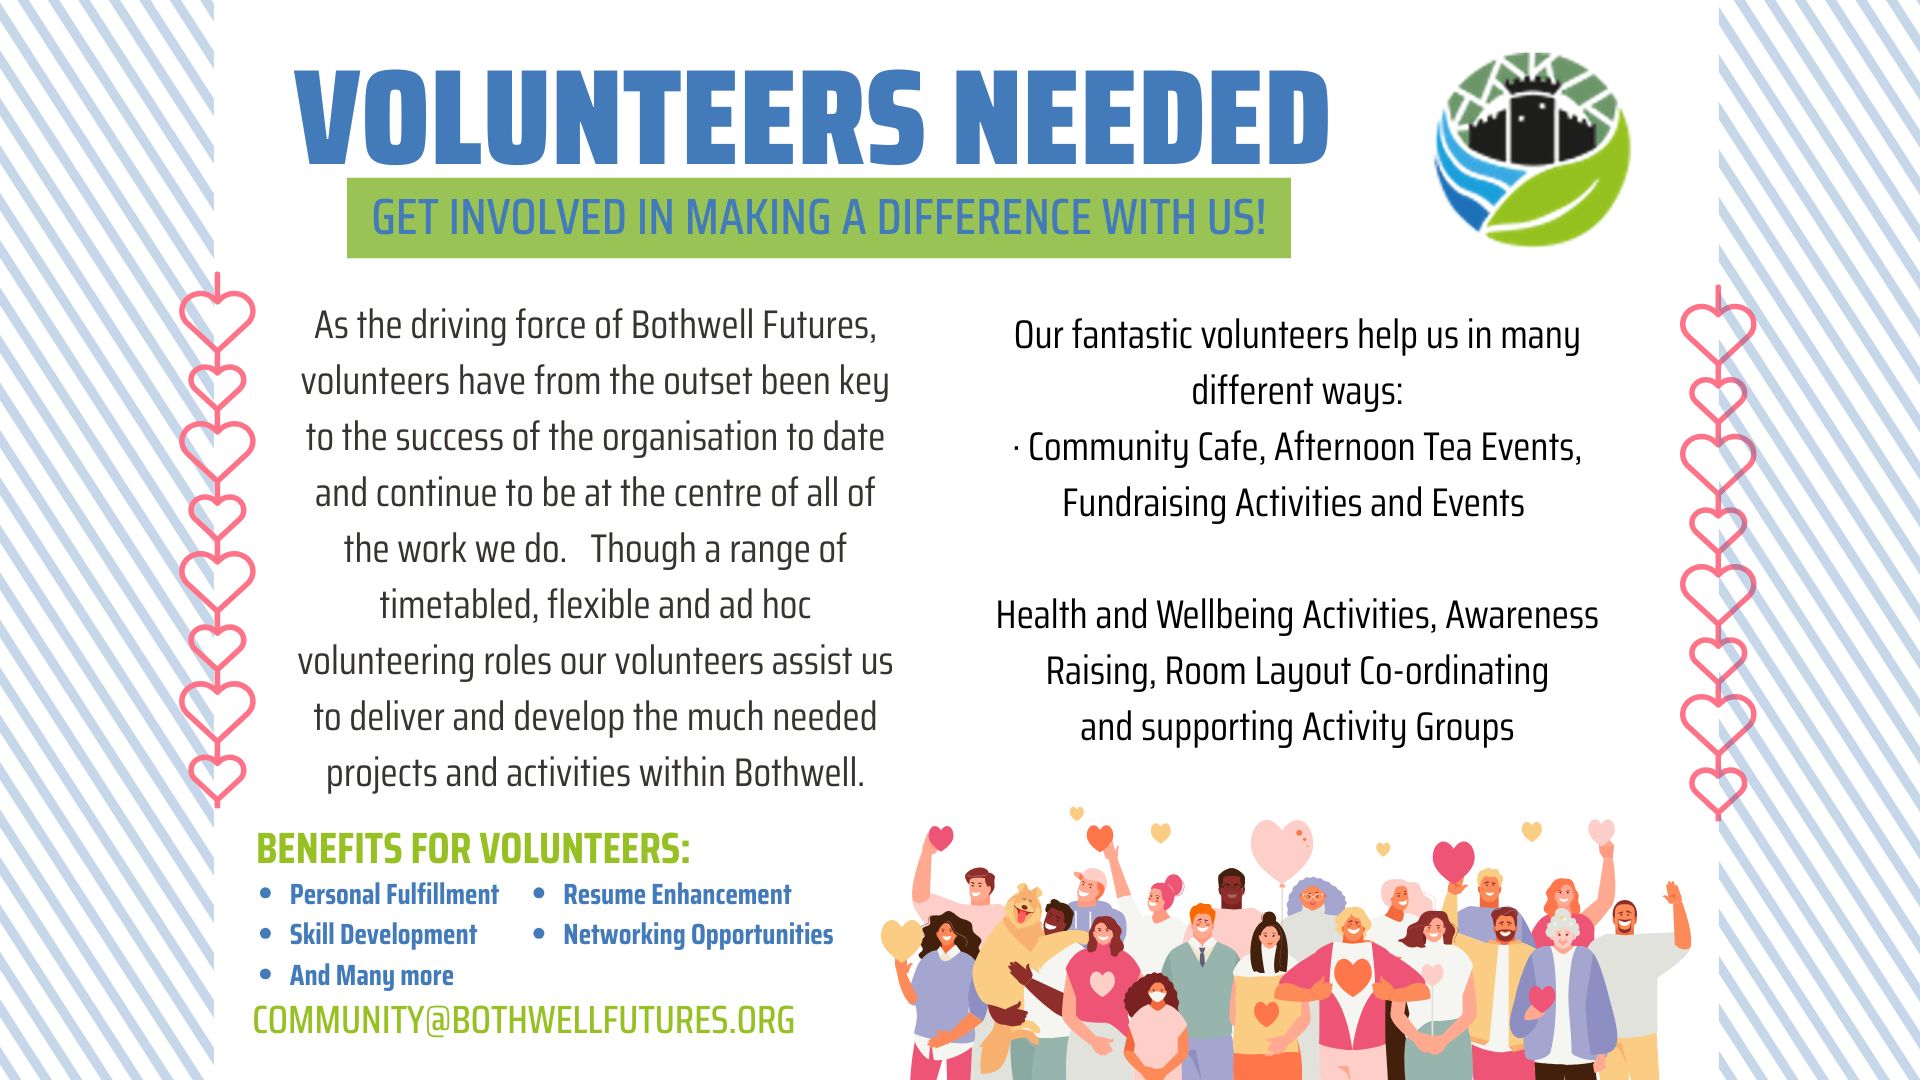 VOLUNTEERS NEEDED
GET INVOLVED IN MAKING A DIFFERENCE WITH US!
As the driving force of Bothwell Futures,
volunteers have from the outset been key
to the success of the organisation to date
and continue to be at the centre of all of
the work we do.   Though a range of
timetabled, flexible and ad hoc
volunteering roles our volunteers assist us
to deliver and develop the much needed
projects and activities within Bothwell.
Our fantastic volunteers help us in many
different ways:
· Community Cafe, Afternoon Tea Events,
Fundraising Activities and Events
Health and Wellbeing Activities, Awareness
Raising, Room Layout Co-ordinating
and supporting Activity Groups
BENEFITS FOR VOLUNTEERS:
• Personal Fulfillment
• Skill Development
• And Many more
• Resume Enhancement
• Networking Opportunities
COMMUNITY@BOTHWELLFUTURES.ORG